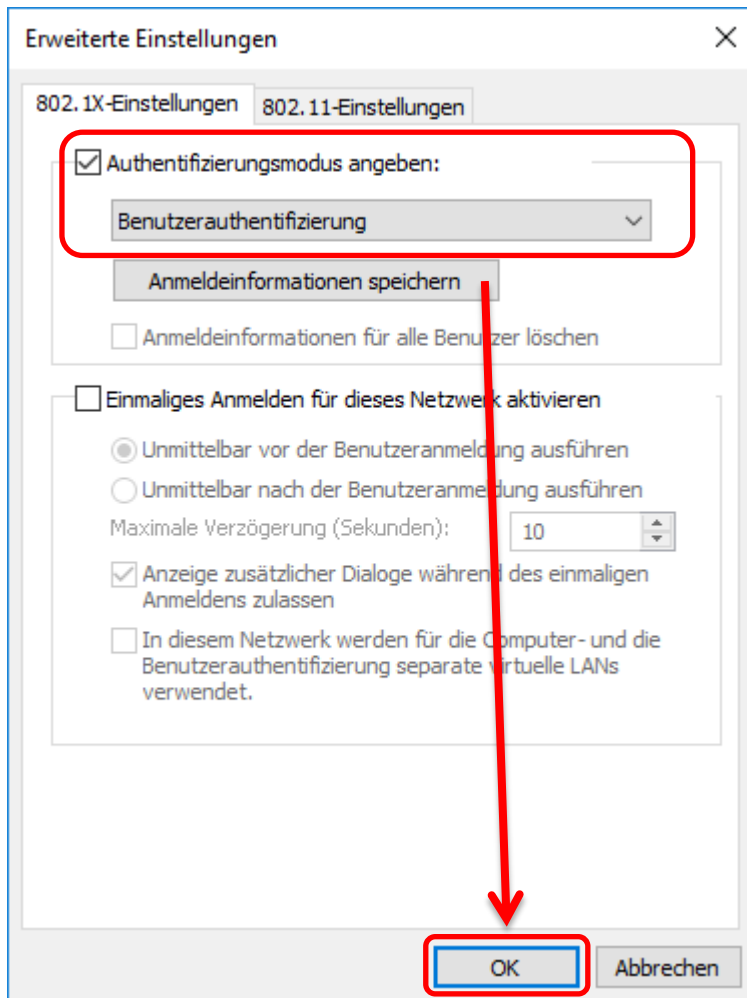 Erweiterte Einstellungen
802.1X-Einstellungen 802.11-Einstellungen
Authentifizierungsmodus angeben:
Benutzerauthentifizierung
Anmeldeinformationen speichern
Anmeldeinformationen für alle Benutzer löschen
Einmaliges Anmelden für dieses Netzwerk aktivieren
Unmittelbar vor der Benutzeranmeldung ausführen
Unmittelbar nach der Benutzeranmeldung ausführen
Maximale Verzögerung (Sekunden): 10
Anzeige zusätzlicher Dialoge während des einmaligen
Anmeldens zulassen
In diesem Netzwerk werden für die Computer- und die
Benutzerauthentifizierung separate virtuelle LANs
verwendet.
OK Abbrechen